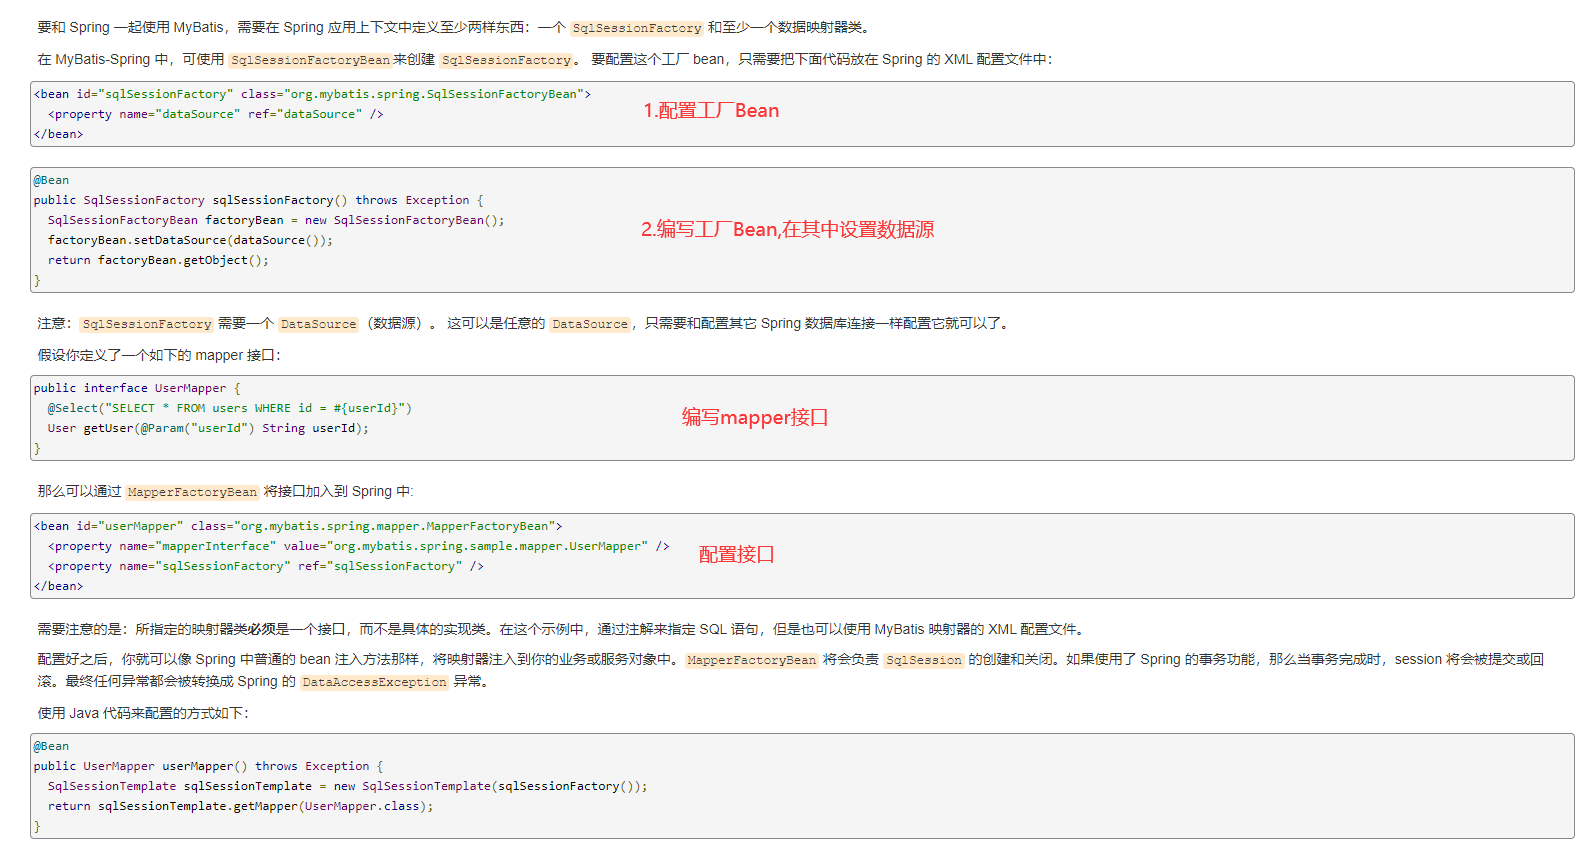 要和 Spring 一起使用 MyBatis，需要在 Spring 应用上下文中定义至少两样东西：一个 SqlSessionFactory 和至少一个数据映射器类。
在 MyBatis-Spring 中，可使用 SqlSessionFactoryBean来创建 SqlSessionFactory。 要配置这个工厂 bean，只需要把下面代码放在 Spring 的 XML 配置文件中：
<bean id="sqlSessionFactory" class="org.mybatis.spring.SqlSessionFactoryBean">
  <property name="dataSource" ref="dataSource" />
</bean>
1.配置工厂Bean
@Bean
public SqlSessionFactory sqlSessionFactory() throws Exception {
  SqlSessionFactoryBean factoryBean = new SqlSessionFactoryBean();
  factoryBean.setDataSource(dataSource());
  return factoryBean.getObject();
}
2.编写工厂Bean,在其中设置数据源
注意：SqlSessionFactory 需要一个 DataSource（数据源）。 这可以是任意的 DataSource，只需要和配置其它 Spring 数据库连接一样配置它就可以了。
假设你定义了一个如下的 mapper 接口：
public interface UserMapper {
  @Select("SELECT * FROM users WHERE id = #{userId}")
  User getUser(@Param("userId") String userId);
}
编写mapper接口
那么可以通过 MapperFactoryBean 将接口加入到 Spring 中:
<bean id="userMapper" class="org.mybatis.spring.mapper.MapperFactoryBean">
  <property name="mapperInterface" value="org.mybatis.spring.sample.mapper.UserMapper" />
  <property name="sqlSessionFactory" ref="sqlSessionFactory" />
</bean>
配置接口
需要注意的是：所指定的映射器类必须是一个接口，而不是具体的实现类。在这个示例中，通过注解来指定 SQL 语句，但是也可以使用 MyBatis 映射器的 XML 配置文件。
配置好之后，你就可以像 Spring 中普通的 bean 注入方法那样，将映射器注入到你的业务或服务对象中。MapperFactoryBean 将会负责 SqlSession 的创建和关闭。如果使用了 Spring 的事务功能，那么当事务完成时，session 将会被提交或回
滚。最终任何异常都会被转换成 Spring 的 DataAccessException 异常。
使用 Java 代码来配置的方式如下：
@Bean
public UserMapper userMapper() throws Exception {
  SqlSessionTemplate sqlSessionTemplate = new SqlSessionTemplate(sqlSessionFactory());
  return sqlSessionTemplate.getMapper(UserMapper.class);
}